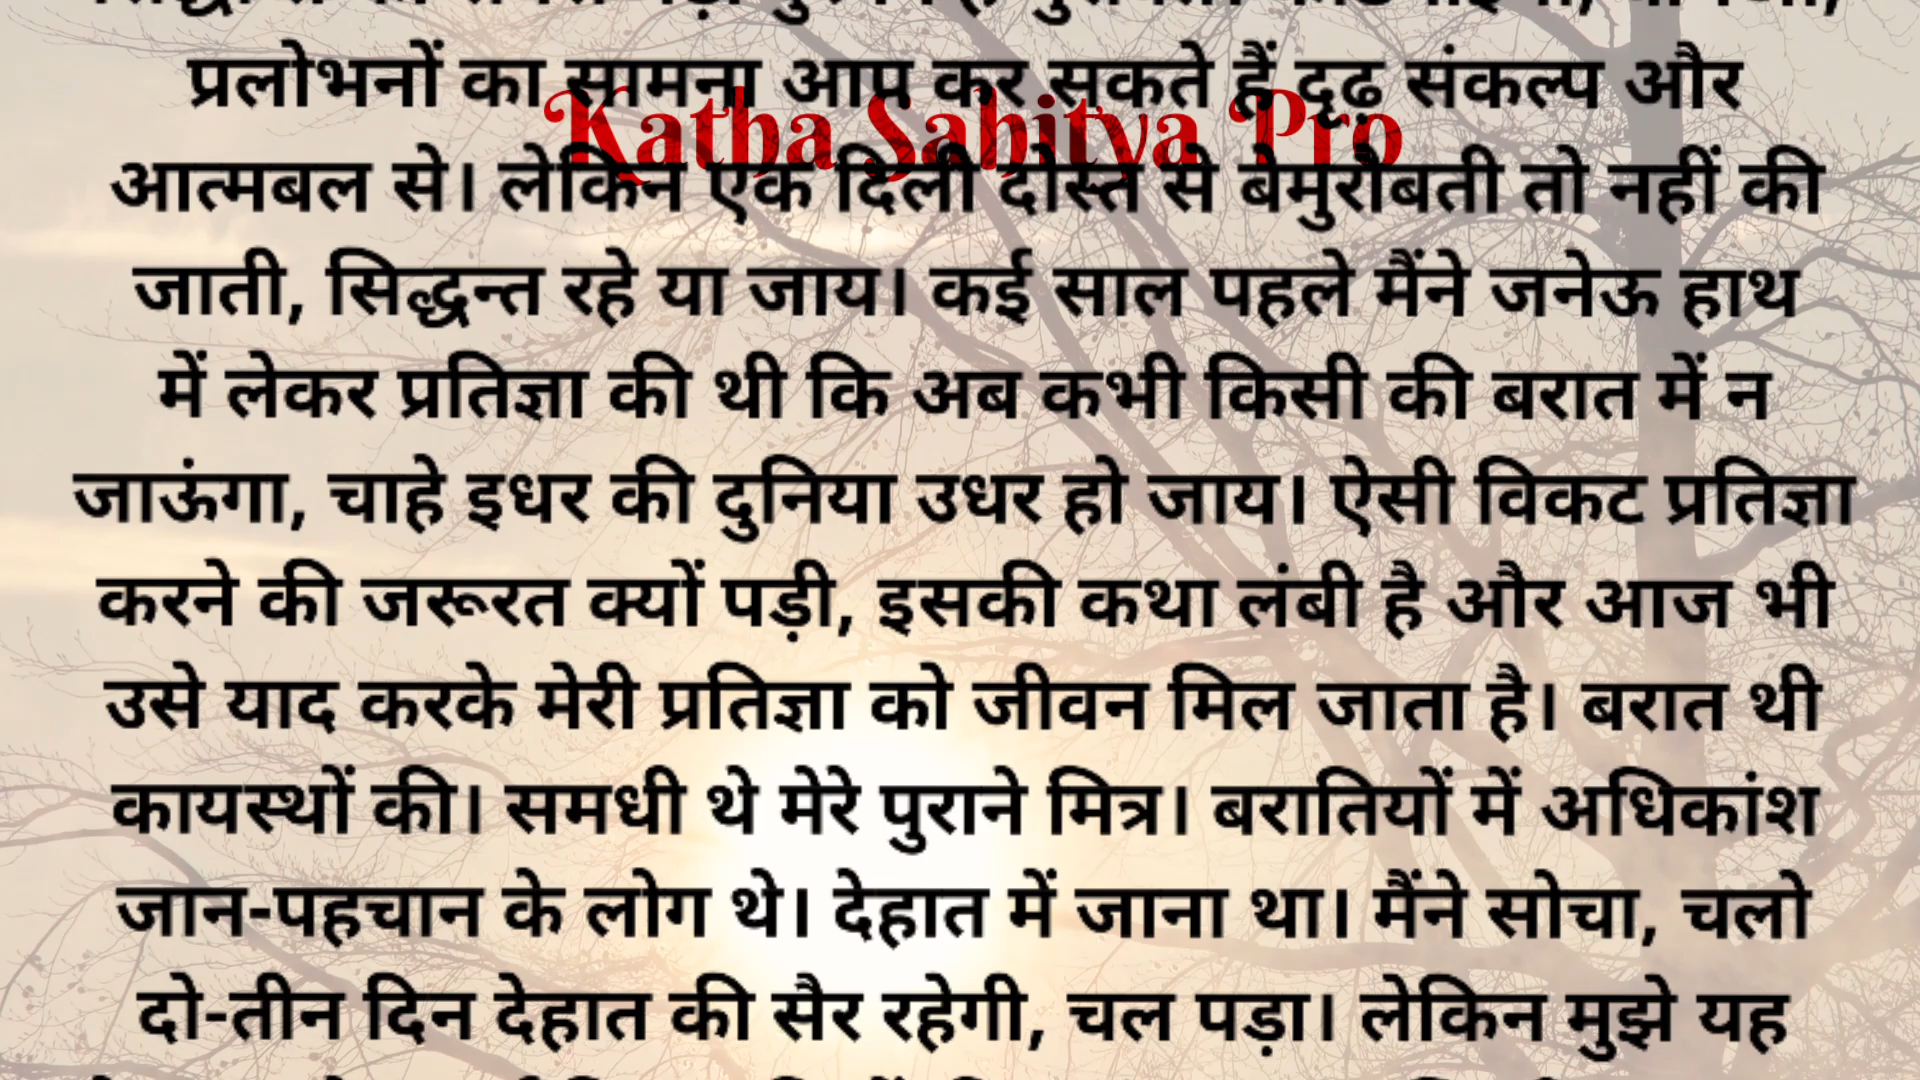 प्रलोभनों का सामना आप कर सकते हैं दृढ़ संकल्प और
Katha Sahitya Pro
आत्मबल से। लेकिन एक दिली दोस्त से बेमुरौबती तो नहीं की
जाती, सिद्धन्त रहे या जाय। कई साल पहले मैंने जनेऊ हाथ
में लेकर प्रतिज्ञा की थी कि अब कभी किसी की बरात में न
जाऊंगा, चाहे इधर की दुनिया उधर हो जाय। ऐसी विकट प्रतिज्ञा
करने की जरूरत क्यों पड़ी, इसकी कथा लंबी है और आज भी
उसे याद करके मेरी प्रतिज्ञा को जीवन मिल जाता है। बरात थी
कायस्थों की। समधी थे मेरे पुराने मित्र। बरातियों में अधिकांश
जान-पहचान के लोग थे। देहात में जाना था। मैंने सोचा, चलो
दो-तीन दिन देहात की सैर रहेगी, चल पड़ा। लेकिन मुझे यह